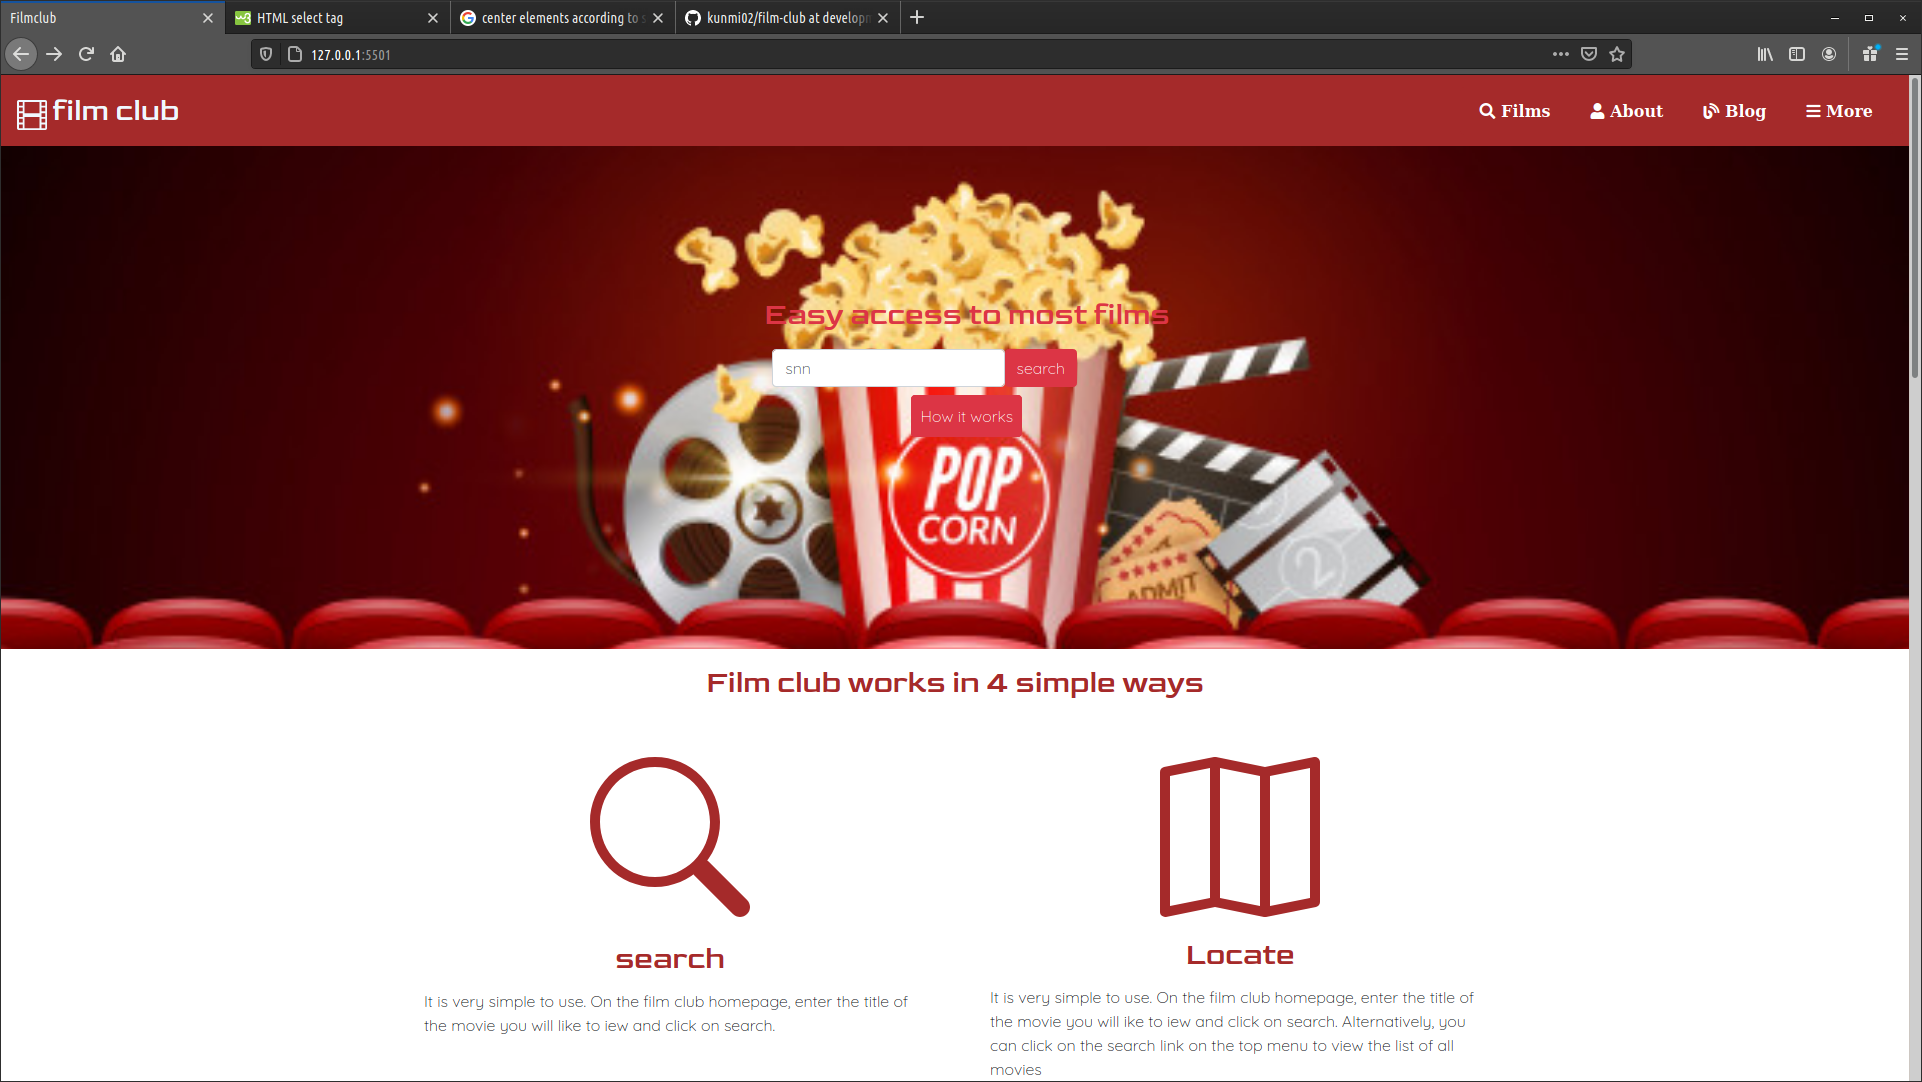 Filmclub
HTML select tag
center elements according to s
kunmi02/film-club at developm
127.0.0.1:5501
film club
Films
About
Blog
More
Easy access to most films
snn
search
How it works
POP
CORN
ADMIT
2
Film club works in 4 simple ways
search
It is very simple to use. On the film club homepage, enter the title of
the movie you will like to iew and click on search.
Locate
It is very simple to use. On the film club homepage, enter the title of
the movie you will ike to iew and click on search. Alternatively, you
can click on the search link on the top menu to view the list of all
movies